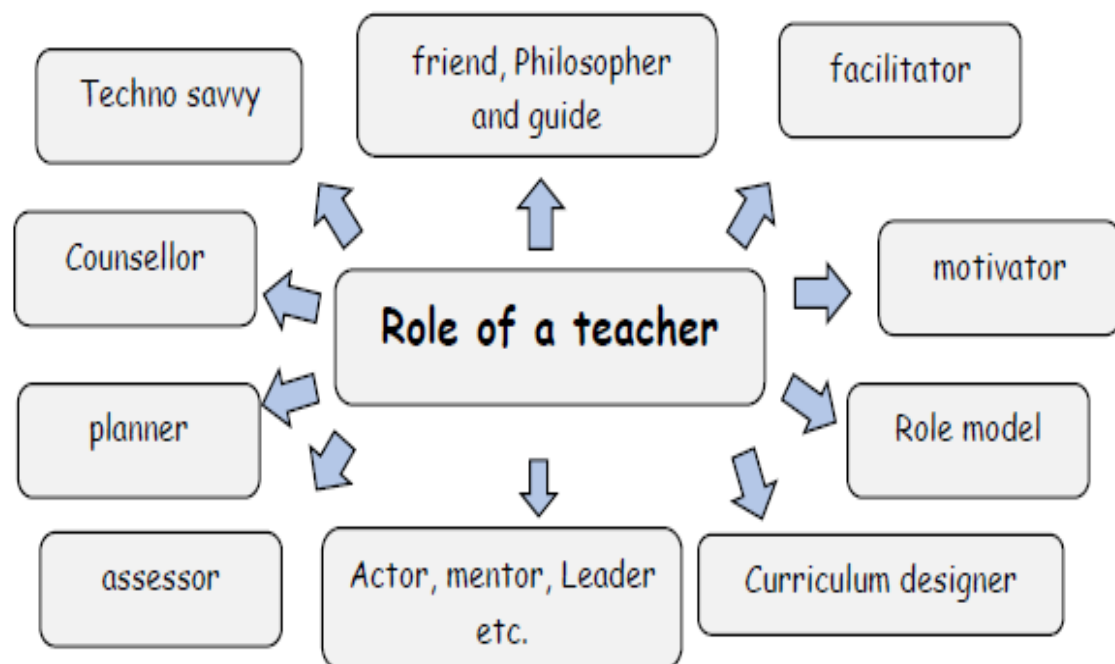 Techno savvy
friend, Philosopher
and guide
facilitator
Counsellor
motivator
Role of a teacher
planner
Role model
assessor
Actor, mentor, Leader
etc.
Curriculum designer